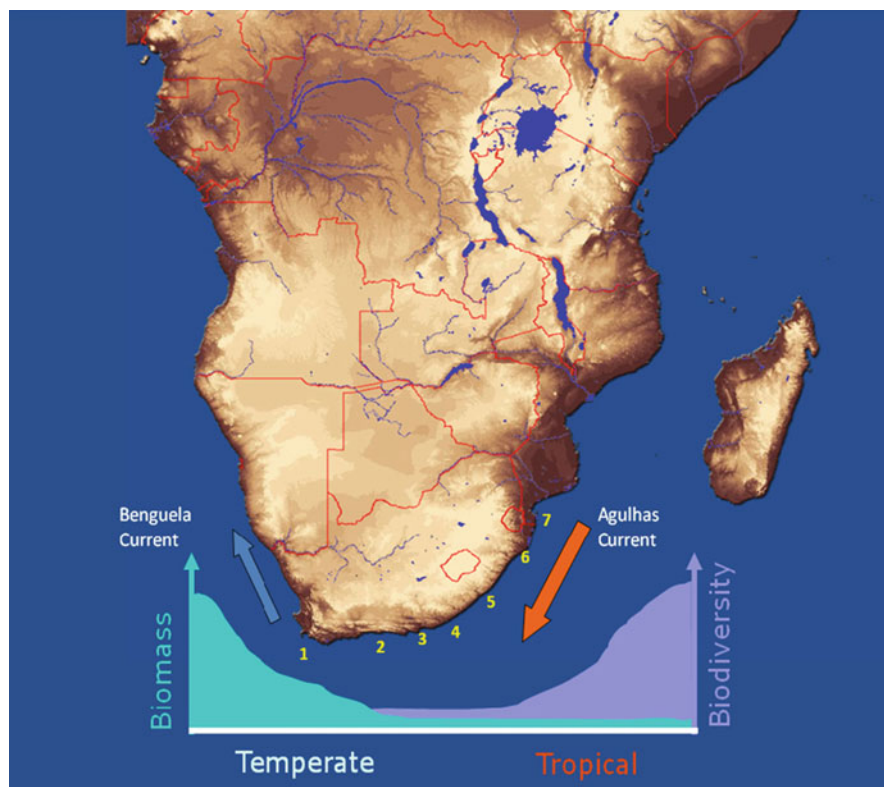 Benguela
Current
Agulhas
Current
7
6
5
4
3
2
1
Biomass
Biodiversity
Temperate
Tropical